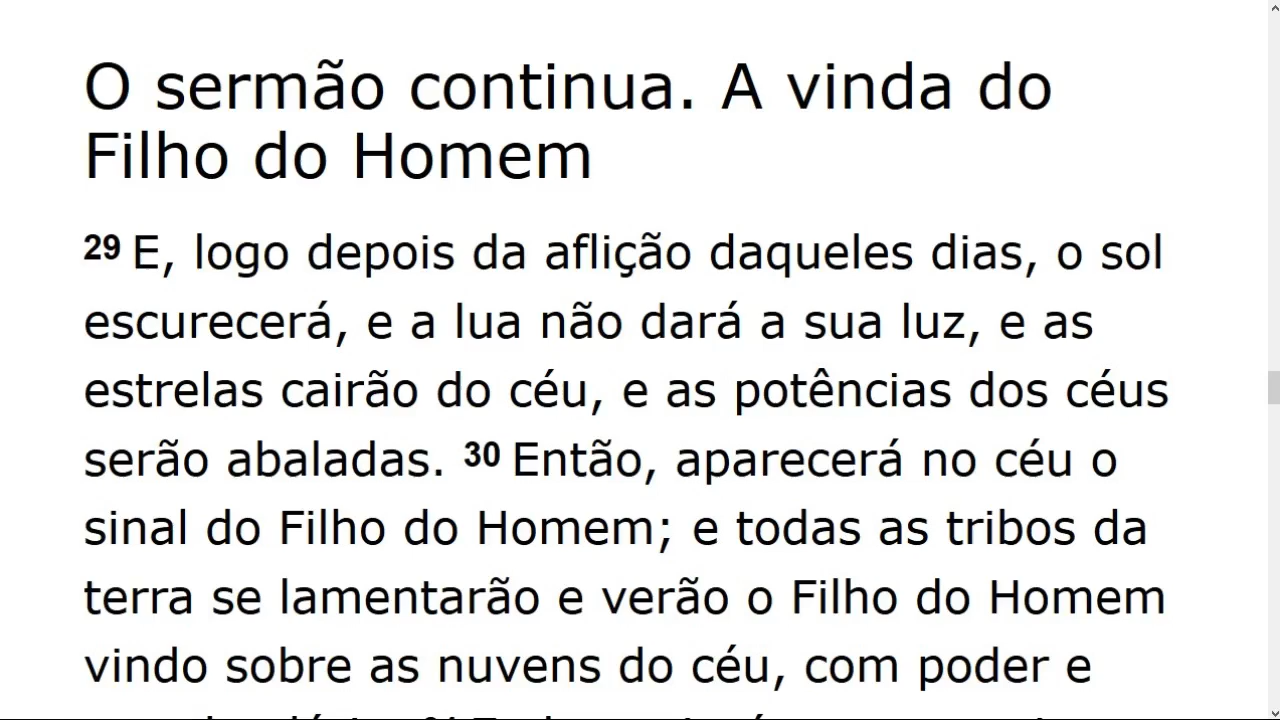 O sermão continua. A vinda do
Filho do Homem
29 E, logo depois da aflição daqueles dias, o sol
escurecerá, e a lua não dará a sua luz, e as
estrelas cairão do céu, e as potências dos céus
serão abaladas. 30 Então, aparecerá no céu o
sinal do Filho do Homem; e todas as tribos da
terra se lamentarão e verão o Filho do Homem
vindo sobre as nuvens do céu, com poder e